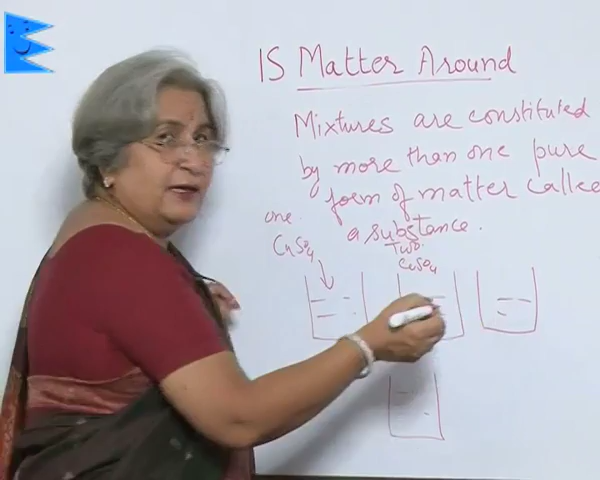 IS Matter Around
Mixtures are constituted
by more than one pure
form of matter calle
a substance.
one.
CuSO4
Two.
CuSO4